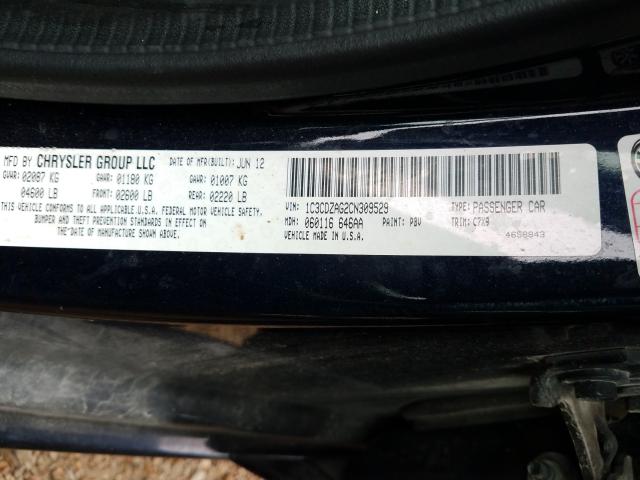 MFD BY CHRYSLER GROUP LLC DATE OF MFR(BUILT): JUN 12
GVWR: 02087 KG GAWR: 01180 KG GAWR: 01007 KG
04600 LB FRONT: 02600 LB REAR: 02220 LB
THIS VEHICLE CONFORMS TO ALL APPLICABLE U.S.A. FEDERAL MOTOR VEHICLE SAFETY,
BUMPER AND THEFT PREVENTION STANDARDS IN EFFECT ON
THE DATE OF MANUFACTURE SHOWN ABOVE.
VIN: 1C3CDZAG2CN309529 TYPE: PASSENGER CAR
MDH: 060116 646AA PAINT: PBV TRIM: C7X9
VEHICLE MADE IN U.S.A. 4658843